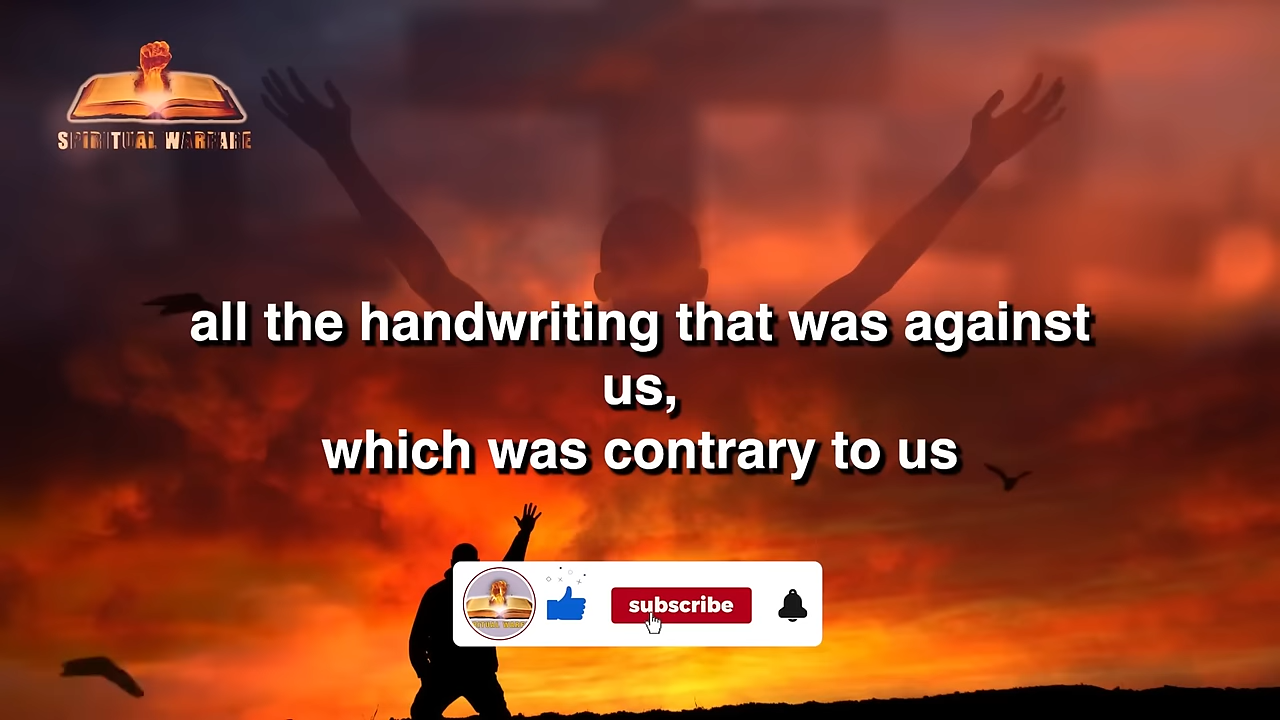 SPIRITUAL WARFARE
all the handwriting that was against
us,
which was contrary to us
subscribe